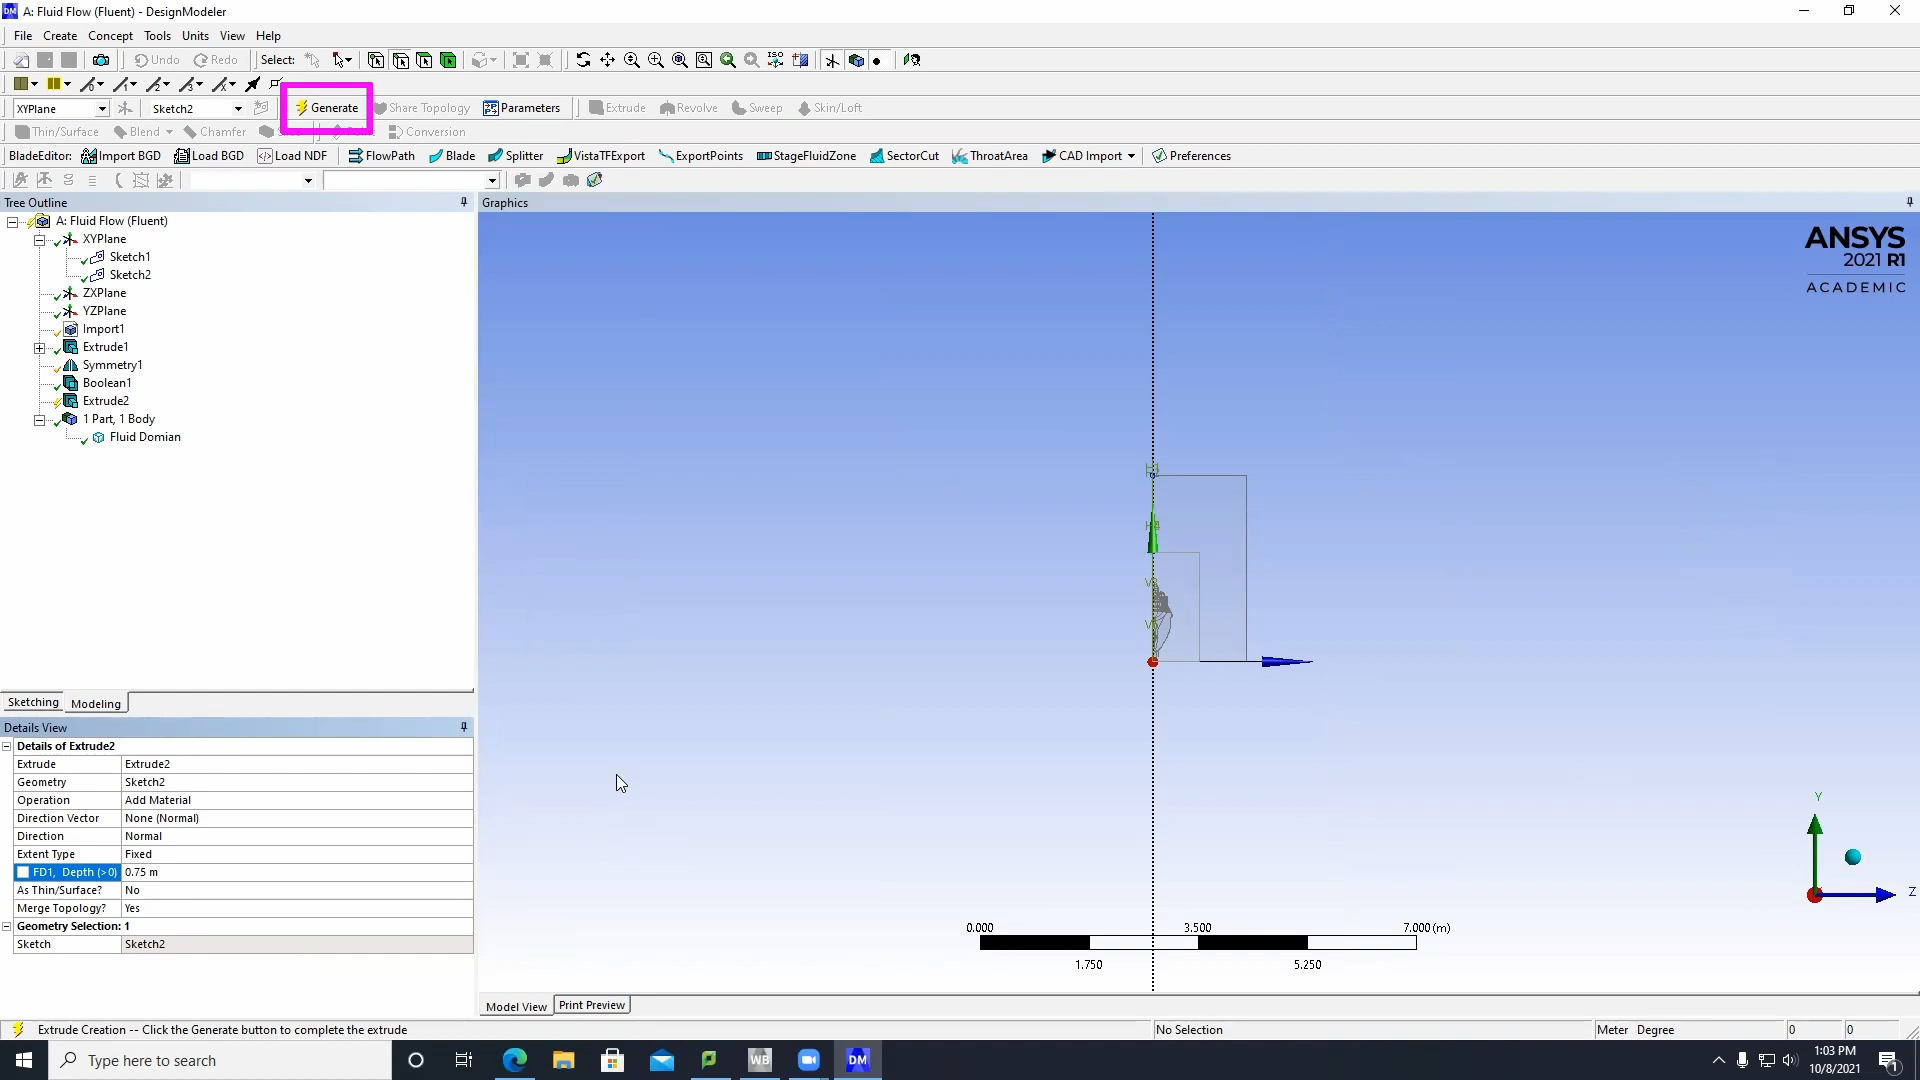 A: Fluid Flow (Fluent) - DesignModeler
File Create Concept Tools Units View Help
Undo Redo Select: ISO
XYPlane Sketch2 Generate Share Topology Parameters Extrude Revolve Sweep Skin/Loft
Thin/Surface Blend Chamfer Conversion
BladeEditor: Import BGD Load BGD Load NDF FlowPath Blade Splitter VistaTFExport ExportPoints StageFluidZone SectorCut ThroatArea CAD Import Preferences
Tree Outline
A: Fluid Flow (Fluent)
XYPlane
Sketch1
Sketch2
ZXPlane
YZPlane
Import1
Extrude1
Symmetry1
Boolean1
Extrude2
1 Part, 1 Body
Fluid Domian
Sketching Modeling
Details View
Details of Extrude2
Extrude Extrude2
Geometry Sketch2
Operation Add Material
Direction Vector None (Normal)
Direction Normal
Extent Type Fixed
FD1, Depth (>0) 0.75 m
As Thin/Surface? No
Merge Topology? Yes
Geometry Selection: 1
Sketch Sketch2
Graphics
ANSYS
2021 R1
ACADEMIC
Y
Z
0.000 3.500 7.000 (m)
1.750 5.250
Model View Print Preview
Extrude Creation -- Click the Generate button to complete the extrude No Selection Meter Degree 0 0
Type here to search WB DM
1:03 PM
10/8/2021
1